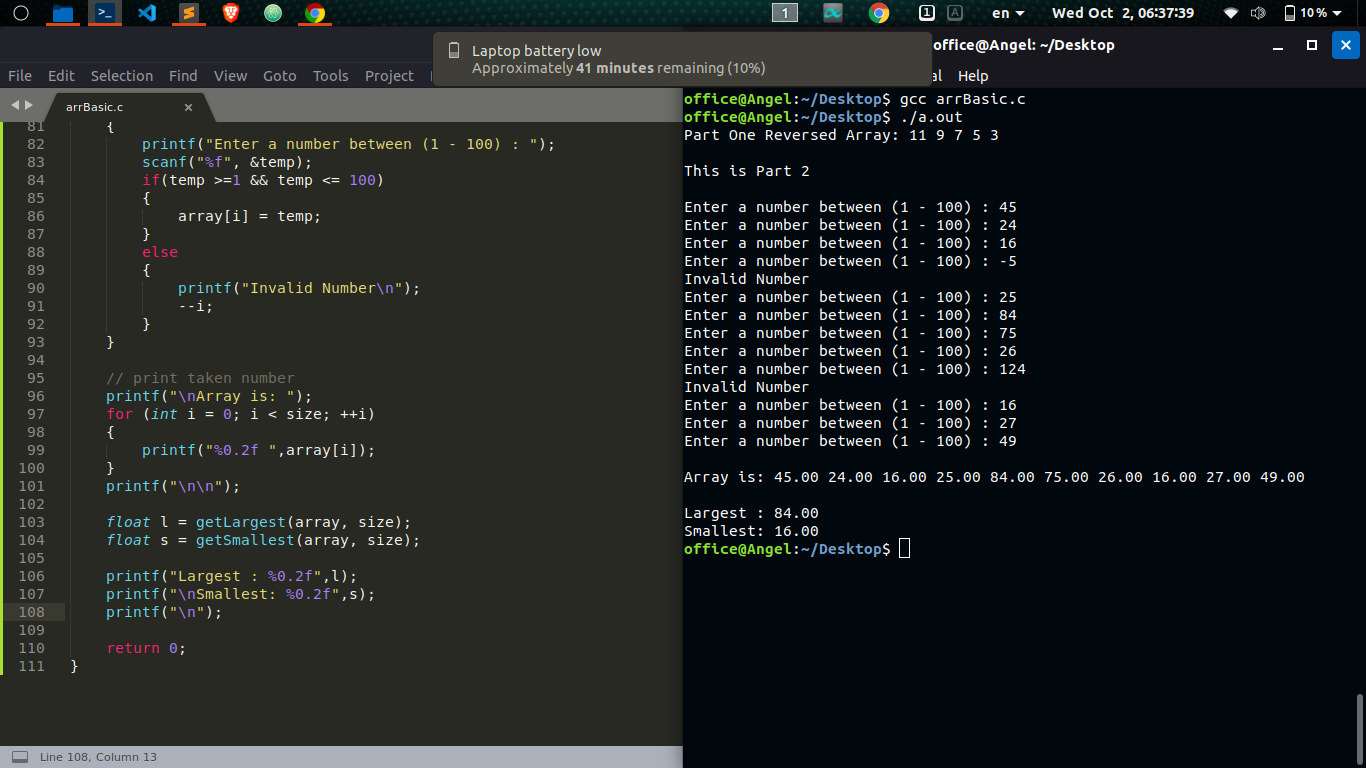 1
1 A
en
Wed Oct 2, 06:37:39
10%
Laptop battery low
Approximately 41 minutes remaining (10%)
office@Angel: ~/Desktop
File Edit Selection Find View Goto Tools Project
al Help
arrBasic.c ×
81 {
82 printf("Enter a number between (1 - 100) : ");
83 scanf("%f", &temp);
84 if(temp >=1 && temp <= 100)
85 {
86 array[i] = temp;
87 }
88 else
89 {
90 printf("Invalid Number\n");
91 --i;
92 }
93 }
94
95 // print taken number
96 printf("\nArray is: ");
97 for (int i = 0; i < size; ++i)
98 {
99 printf("%0.2f ",array[i]);
100 }
101 printf("\n\n");
102
103 float l = getLargest(array, size);
104 float s = getSmallest(array, size);
105
106 printf("Largest : %0.2f",l);
107 printf("\nSmallest: %0.2f",s);
108 printf("\n");
109
110 return 0;
111 }
Line 108, Column 13
office@Angel:~/Desktop$ gcc arrBasic.c
office@Angel:~/Desktop$ ./a.out
Part One Reversed Array: 11 9 7 5 3
This is Part 2
Enter a number between (1 - 100) : 45
Enter a number between (1 - 100) : 24
Enter a number between (1 - 100) : 16
Enter a number between (1 - 100) : -5
Invalid Number
Enter a number between (1 - 100) : 25
Enter a number between (1 - 100) : 84
Enter a number between (1 - 100) : 75
Enter a number between (1 - 100) : 26
Enter a number between (1 - 100) : 124
Invalid Number
Enter a number between (1 - 100) : 16
Enter a number between (1 - 100) : 27
Enter a number between (1 - 100) : 49
Array is: 45.00 24.00 16.00 25.00 84.00 75.00 26.00 16.00 27.00 49.00
Largest : 84.00
Smallest: 16.00
office@Angel:~/Desktop$